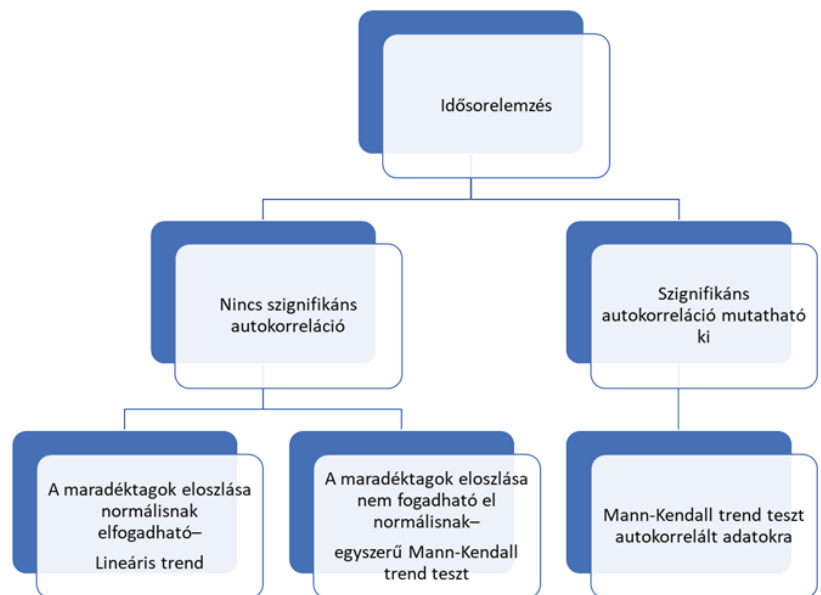 Idősorelemzés
Nincs szignifikáns
autokorreláció
Szignifikáns
autokorreláció mutatható
ki
A maradéktagok eloszlása
normálisnak
elfogadható–
Lineáris trend
A maradéktagok eloszlása
nem fogadható el
normálisnak–
egyszerű Mann-Kendall
trend teszt
Mann-Kendall trend teszt
autokorrelált adatokra